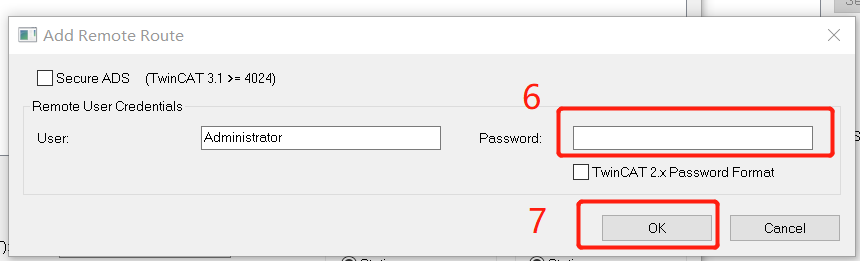 Add Remote Route
Secure ADS (TwinCAT 3.1 >= 4024)
Remote User Credentials
6
User: Administrator Password:
TwinCAT 2.x Password Format
7
OK Cancel